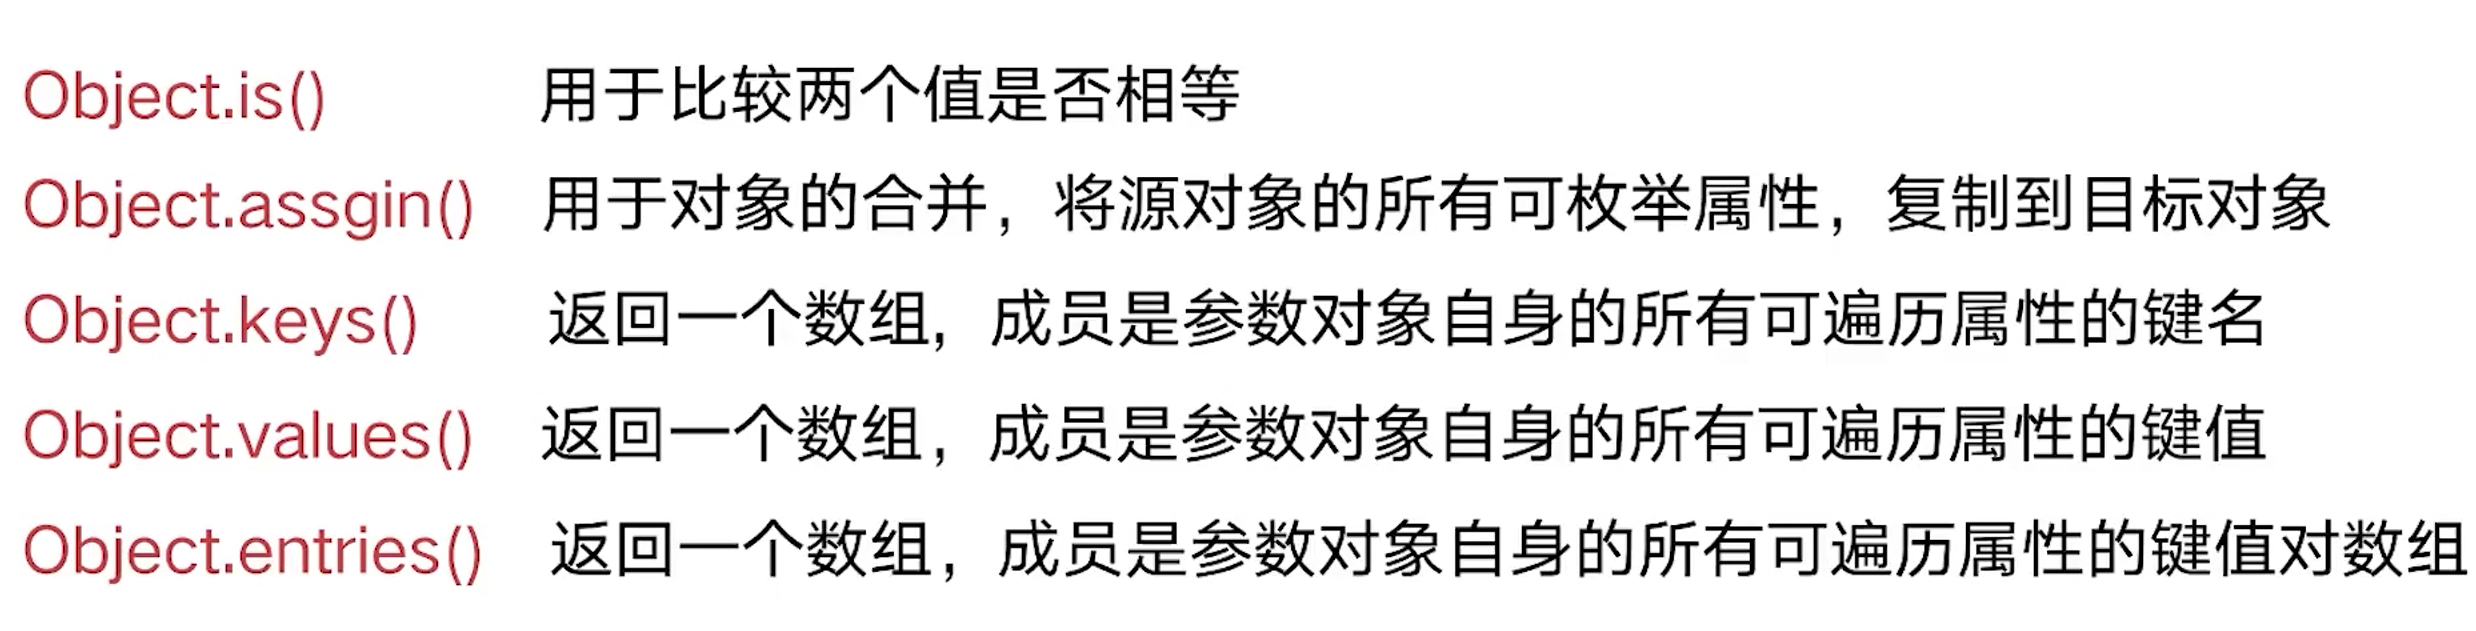 Object.is() 用于比较两个值是否相等
Object.assgin() 用于对象的合并，将源对象的所有可枚举属性，复制到目标对象
Object.keys() 返回一个数组，成员是参数对象自身的所有可遍历属性的键名
Object.values() 返回一个数组，成员是参数对象自身的所有可遍历属性的键值
Object.entries() 返回一个数组，成员是参数对象自身的所有可遍历属性的键值对数组